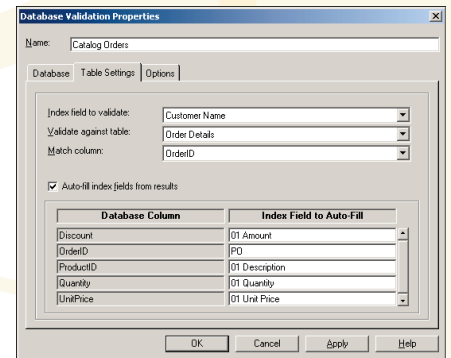 Database Validation Properties
Name: Catalog Orders
Database Table Settings Options
Index field to validate: Customer Name
Validate against table: Order Details
Match column: OrderID
Auto-fill index fields from results
Database Column Index Field to Auto-Fill
Discount 01 Amount
OrderID PO
ProductID 01 Description
Quantity 01 Quantity
UnitPrice 01 Unit Price
OK Cancel Apply Help